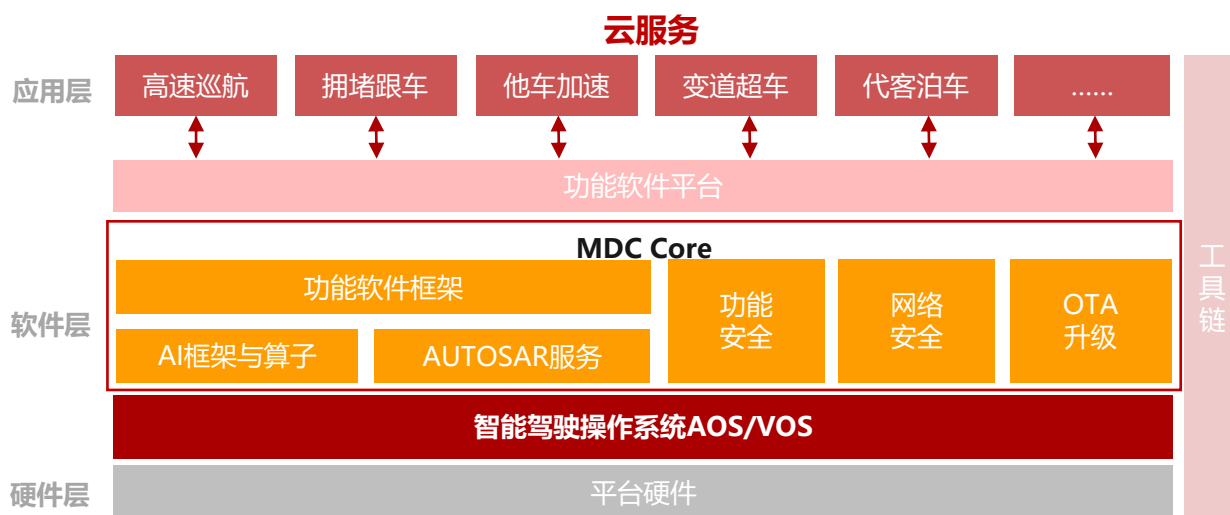 云服务
应用层
高速巡航
拥堵跟车
他车加速
变道超车
代客泊车
......
功能软件平台
MDC Core
软件层
功能软件框架
AI框架与算子
AUTOSAR服务
功能
安全
网络
安全
OTA
升级
智能驾驶操作系统AOS/VOS
硬件层
平台硬件
工
具
链